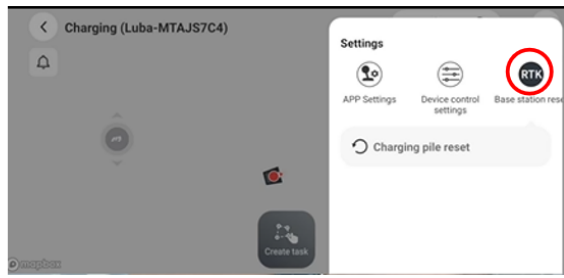 Charging (Luba-MTAJS7C4)
Settings
RTK
APP Settings
Device control
settings
Base station rese
Charging pile reset
Create task
mapbox